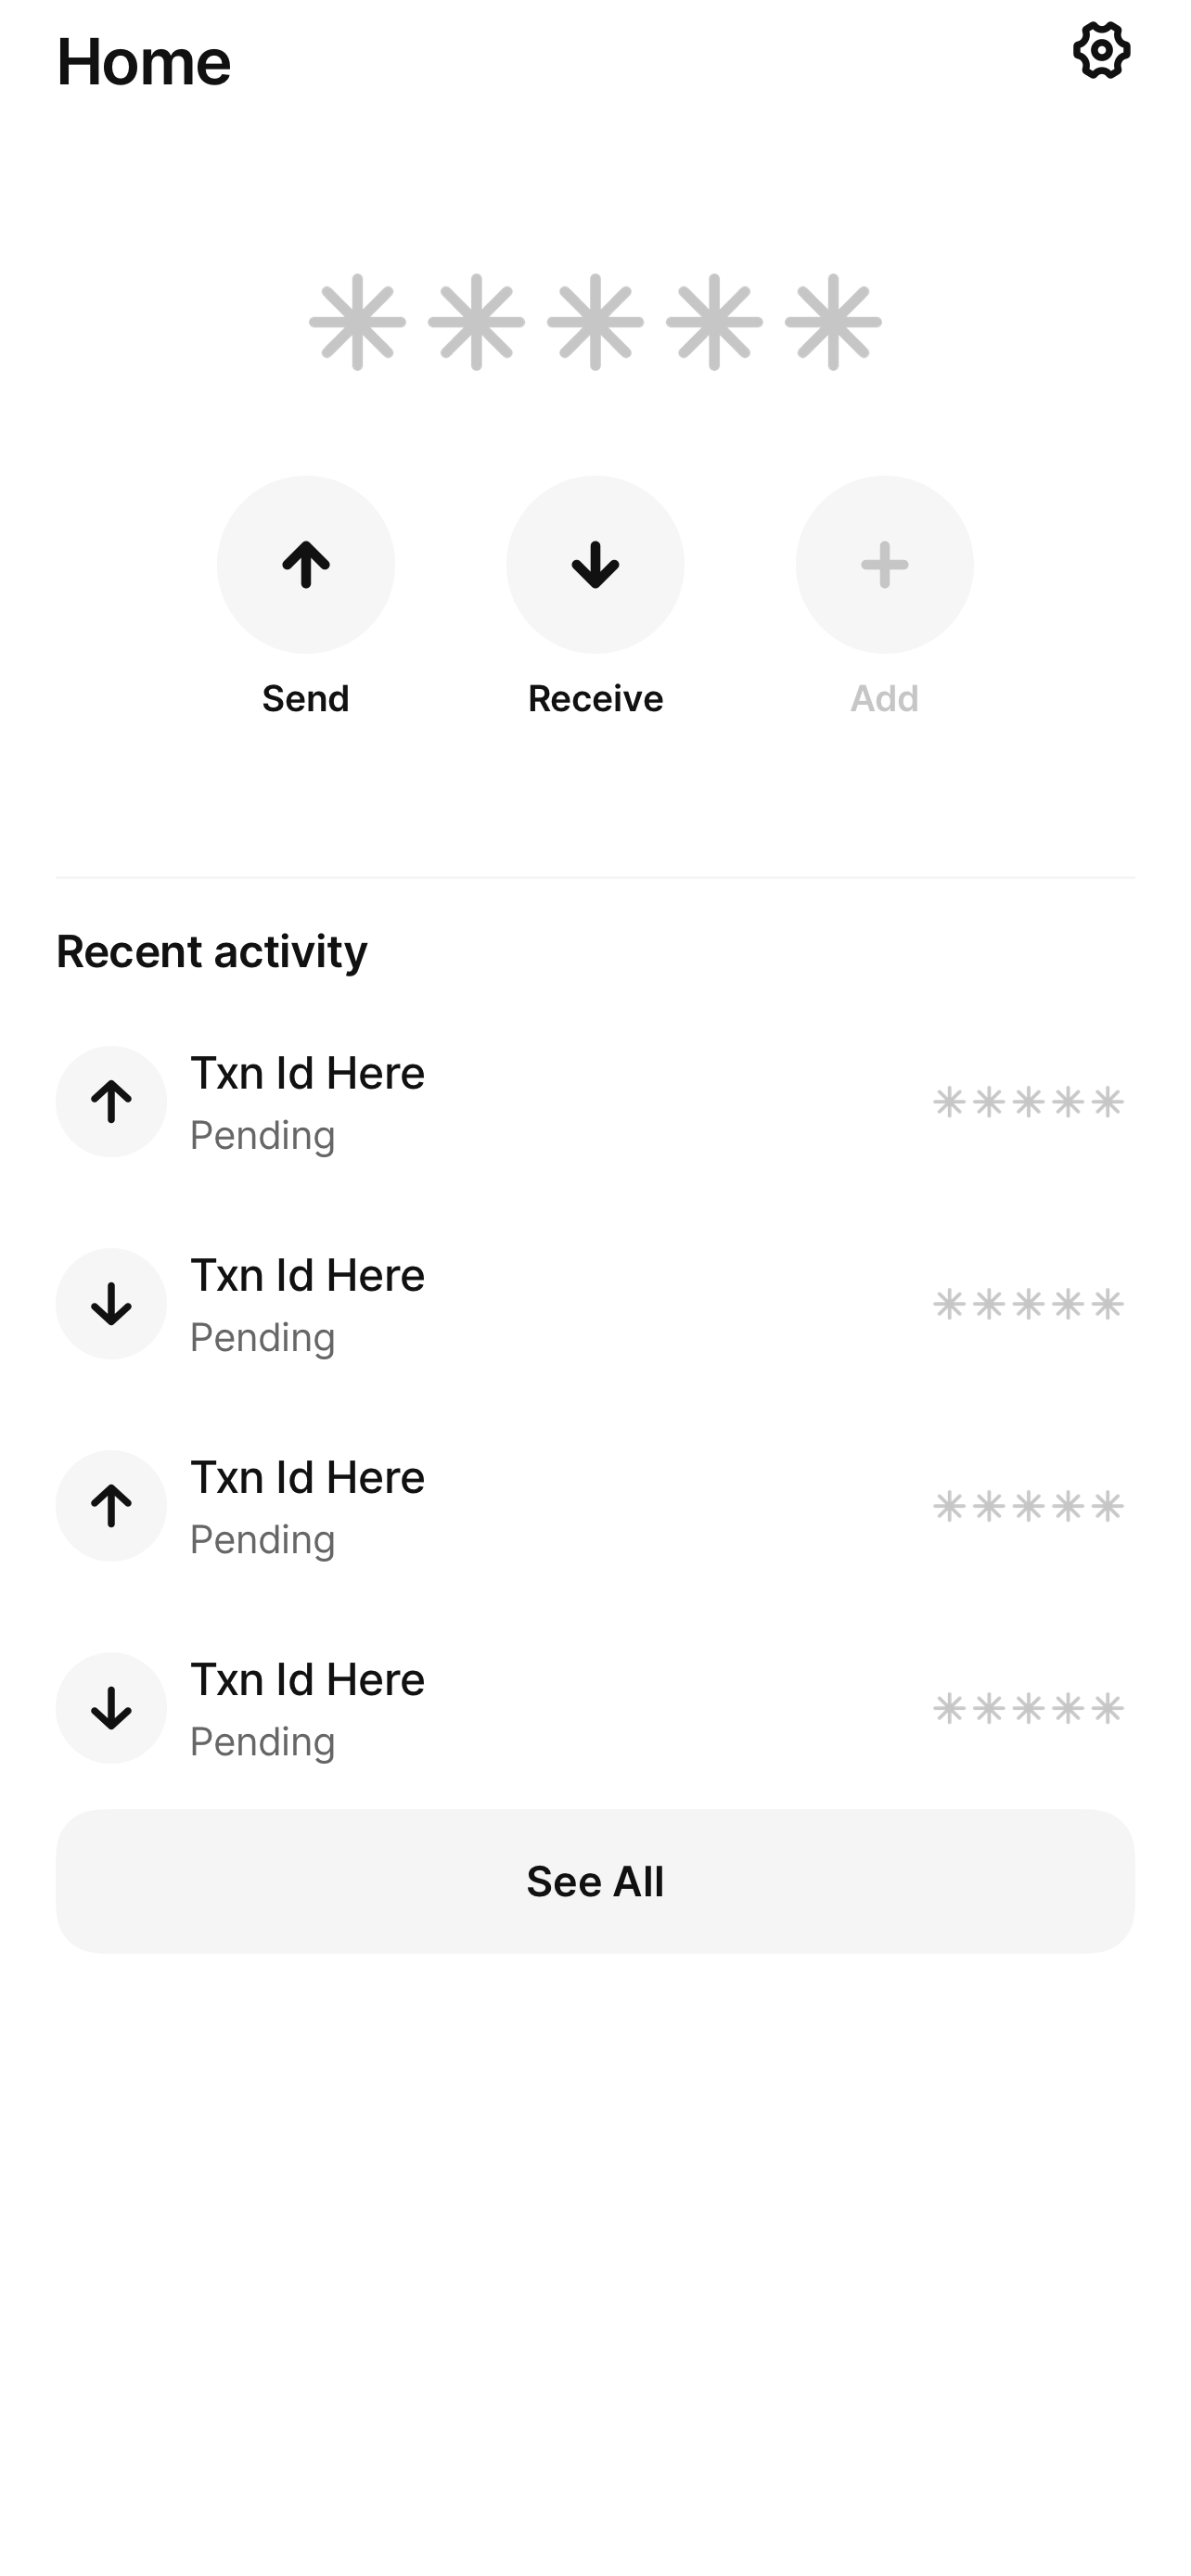 Home
*****
Send Receive Add
Recent activity
Txn Id Here
Pending
*****
Txn Id Here
Pending
*****
Txn Id Here
Pending
*****
Txn Id Here
Pending
*****
See All